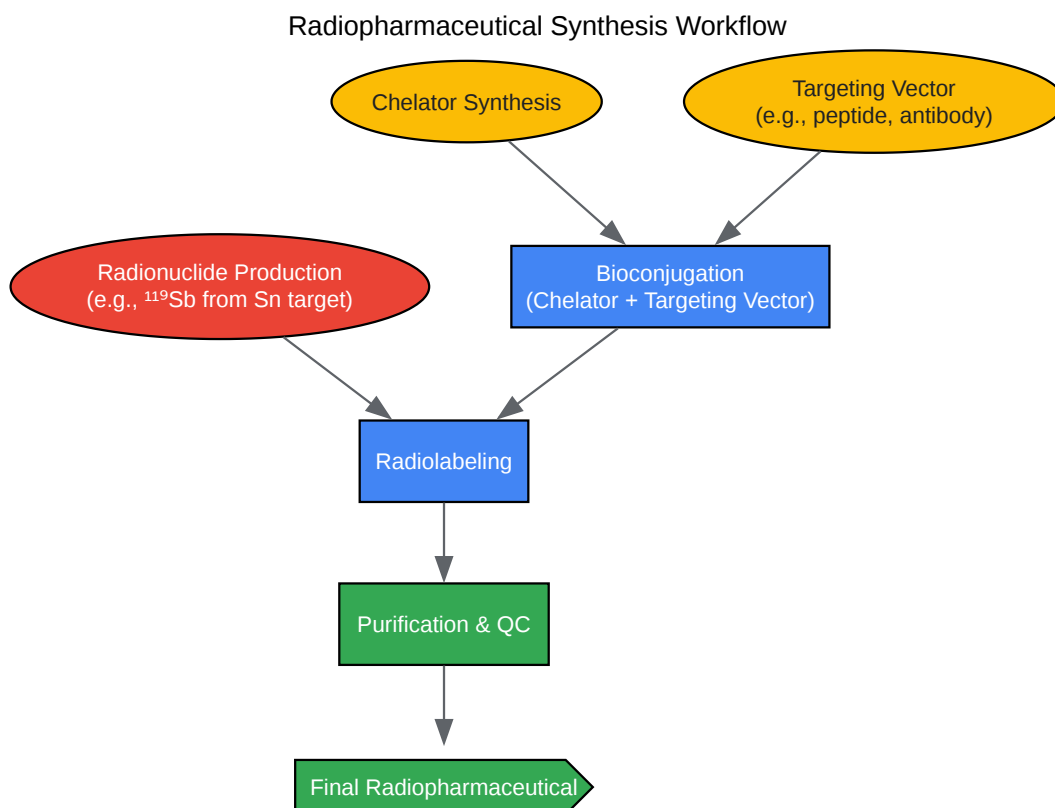 Radiopharmaceutical Synthesis Workflow
Chelator Synthesis
Targeting Vector
(e.g., peptide, antibody)
Radionuclide Production
(e.g., ¹¹⁹Sb from Sn target)
Bioconjugation
(Chelator + Targeting Vector)
Radiolabeling
Purification & QC
Final Radiopharmaceutical